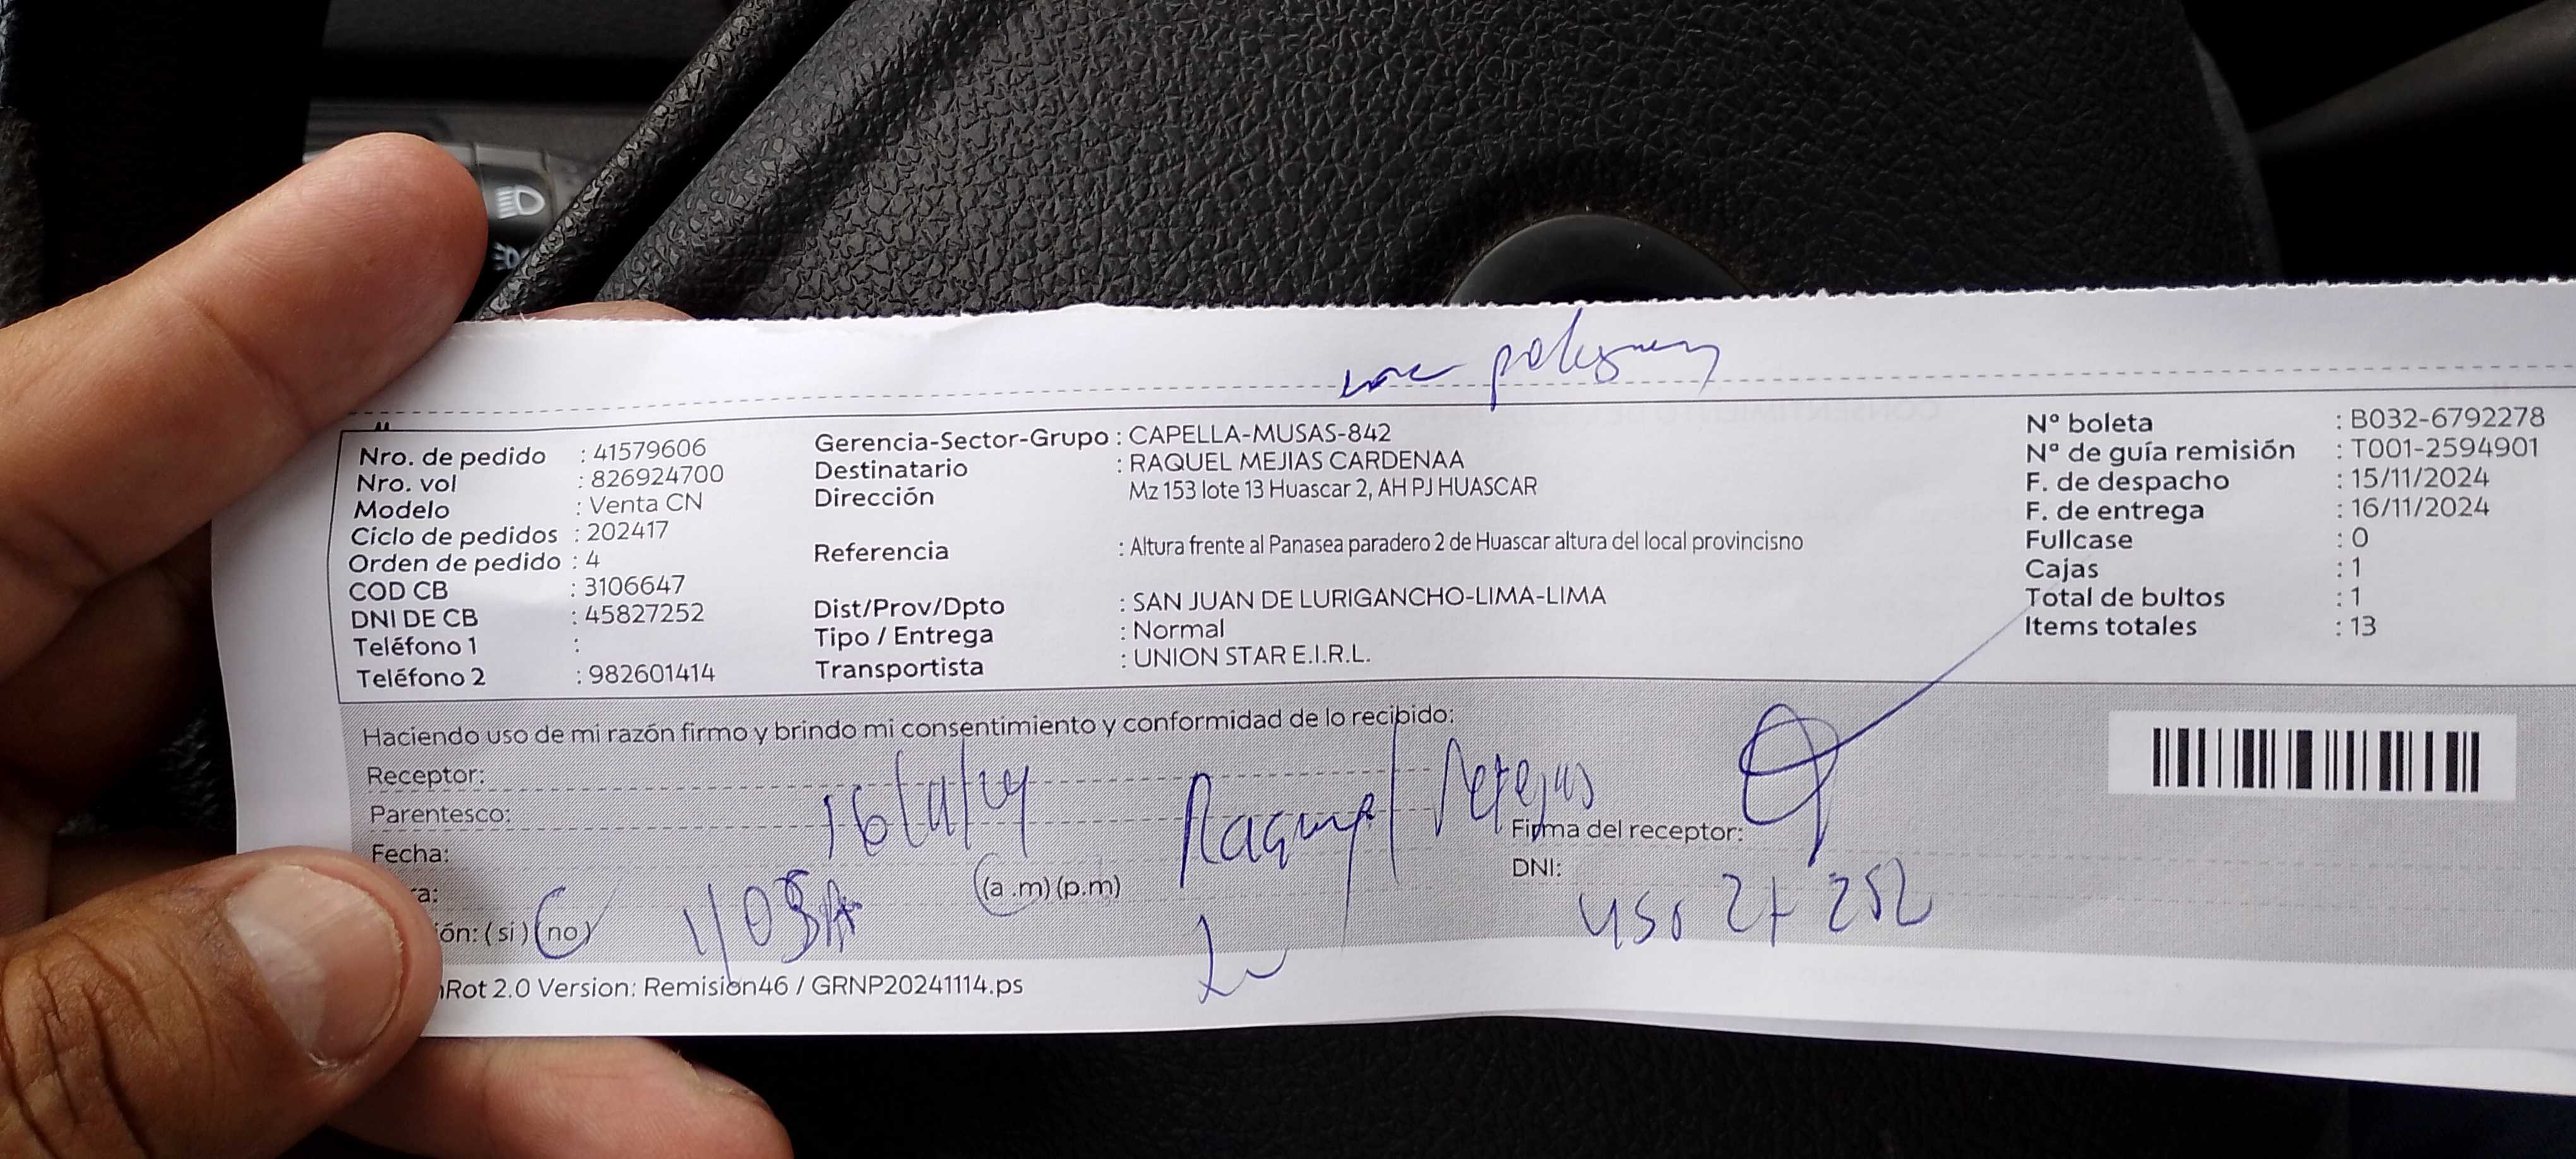 Nro. de pedido : 41579606
Nro. vol : 826924700
Modelo : Venta CN
Ciclo de pedidos : 202417
Orden de pedido : 4
COD CB : 3106647
DNI DE CB : 45827252
Teléfono 1 :
Teléfono 2 : 982601414
Gerencia-Sector-Grupo : CAPELLA-MUSAS-842
Destinatario : RAQUEL MEJIAS CARDENAA
Dirección Mz 153 lote 13 Huascar 2, AH PJ HUASCAR
Referencia : Altura frente al Panasea paradero 2 de Huascar altura del local provincisno
Dist/Prov/Dpto : SAN JUAN DE LURIGANCHO-LIMA-LIMA
Tipo / Entrega : Normal
Transportista : UNION STAR E.I.R.L.
Nº boleta : B032-6792278
Nª de guía remisión : T001-2594901
F. de despacho : 15/11/2024
F. de entrega : 16/11/2024
Fullcase : 0
Cajas : 1
Total de bultos : 1
Items totales : 13
Haciendo uso de mi razón firmo y brindo mi consentimiento y conformidad de lo recibido:
Receptor:
Parentesco:
Fecha:
Raquel
a: (a .m) (p.m)
ón: ( si ) (no)
Firma del receptor:
DNI:
Rot 2.0 Version: Remision46 / GRNP20241114.ps